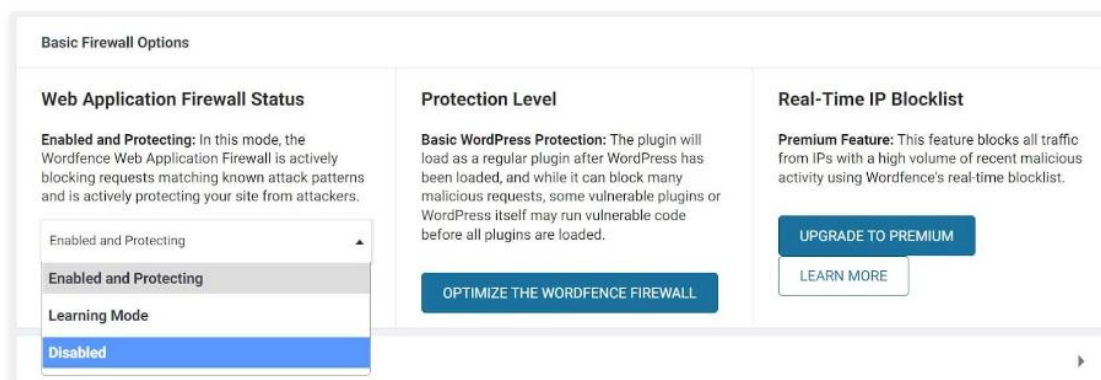 Basic Firewall Options
Web Application Firewall Status
Enabled and Protecting: In this mode, the
Wordfence Web Application Firewall is actively
blocking requests matching known attack patterns
and is actively protecting your site from attackers.
Enabled and Protecting
Enabled and Protecting
Learning Mode
Disabled
Protection Level
Basic WordPress Protection: The plugin will
load as a regular plugin after WordPress has
been loaded, and while it can block many
malicious requests, some vulnerable plugins or
WordPress itself may run vulnerable code
before all plugins are loaded.
OPTIMIZE THE WORDFENCE FIREWALL
Real-Time IP Blocklist
Premium Feature: This feature blocks all traffic
from IPs with a high volume of recent malicious
activity using Wordfence's real-time blocklist.
UPGRADE TO PREMIUM
LEARN MORE